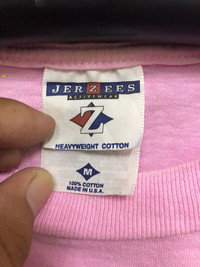 JERZEES
ACTIVEWEAR
Z
HEAVYWEIGHT COTTON
M
100% COTTON
MADE IN U.S.A.